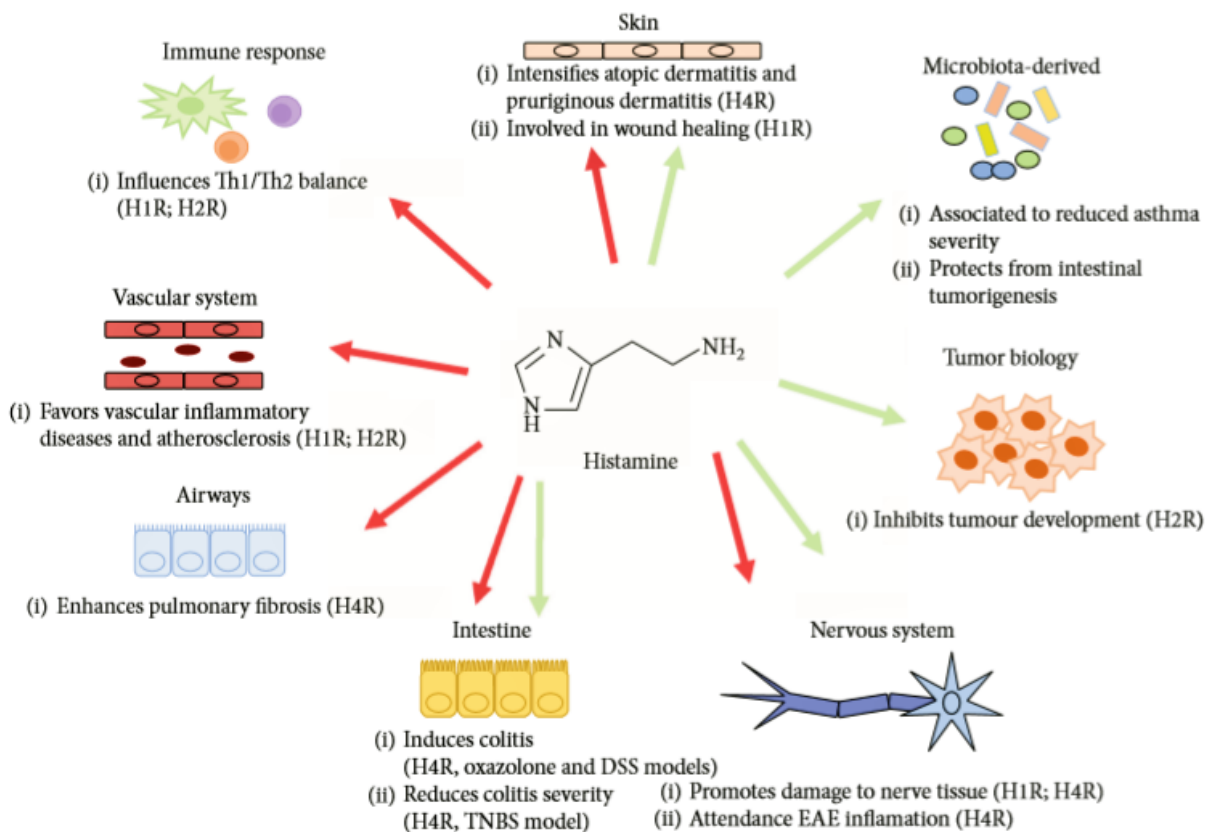 Immune response
(i) Influences Th1/Th2 balance
(H1R; H2R)
Skin
(i) Intensifies atopic dermatitis and
pruriginous dermatitis (H4R)
(ii) Involved in wound healing (H1R)
Microbiota-derived
(i) Associated to reduced asthma
severity
(ii) Protects from intestinal
tumorigenesis
Vascular system
(i) Favors vascular inflammatory
diseases and atherosclerosis (H1R; H2R)
N
NH2
N
H
Histamine
Tumor biology
(i) Inhibits tumour development (H2R)
Airways
(i) Enhances pulmonary fibrosis (H4R)
Intestine
(i) Induces colitis
(H4R, oxazolone and DSS models)
(ii) Reduces colitis severity
(H4R, TNBS model)
Nervous system
(i) Promotes damage to nerve tissue (H1R; H4R)
(ii) Attendance EAE inflamation (H4R)